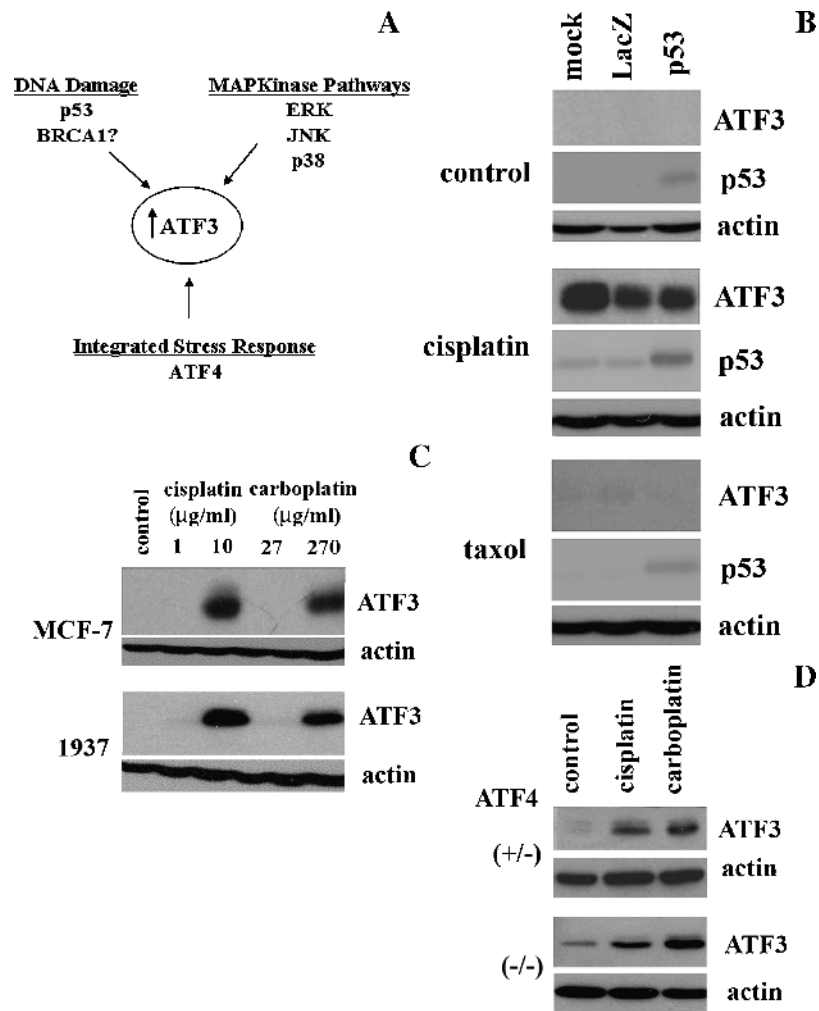 A
DNA Damage
p53
BRCA1?
MAPKinase Pathways
ERK
JNK
p38
ATF3
Integrated Stress Response
ATF4
B
mock LacZ p53
control
ATF3
p53
actin
cisplatin
ATF3
p53
actin
taxol
ATF3
p53
actin
C
control
cisplatin carboplatin
(μg/ml) (μg/ml)
1 10 27 270
MCF-7
ATF3
actin
1937
ATF3
actin
D
control cisplatin carboplatin
ATF4
(+/-)
ATF3
actin
(-/-)
ATF3
actin